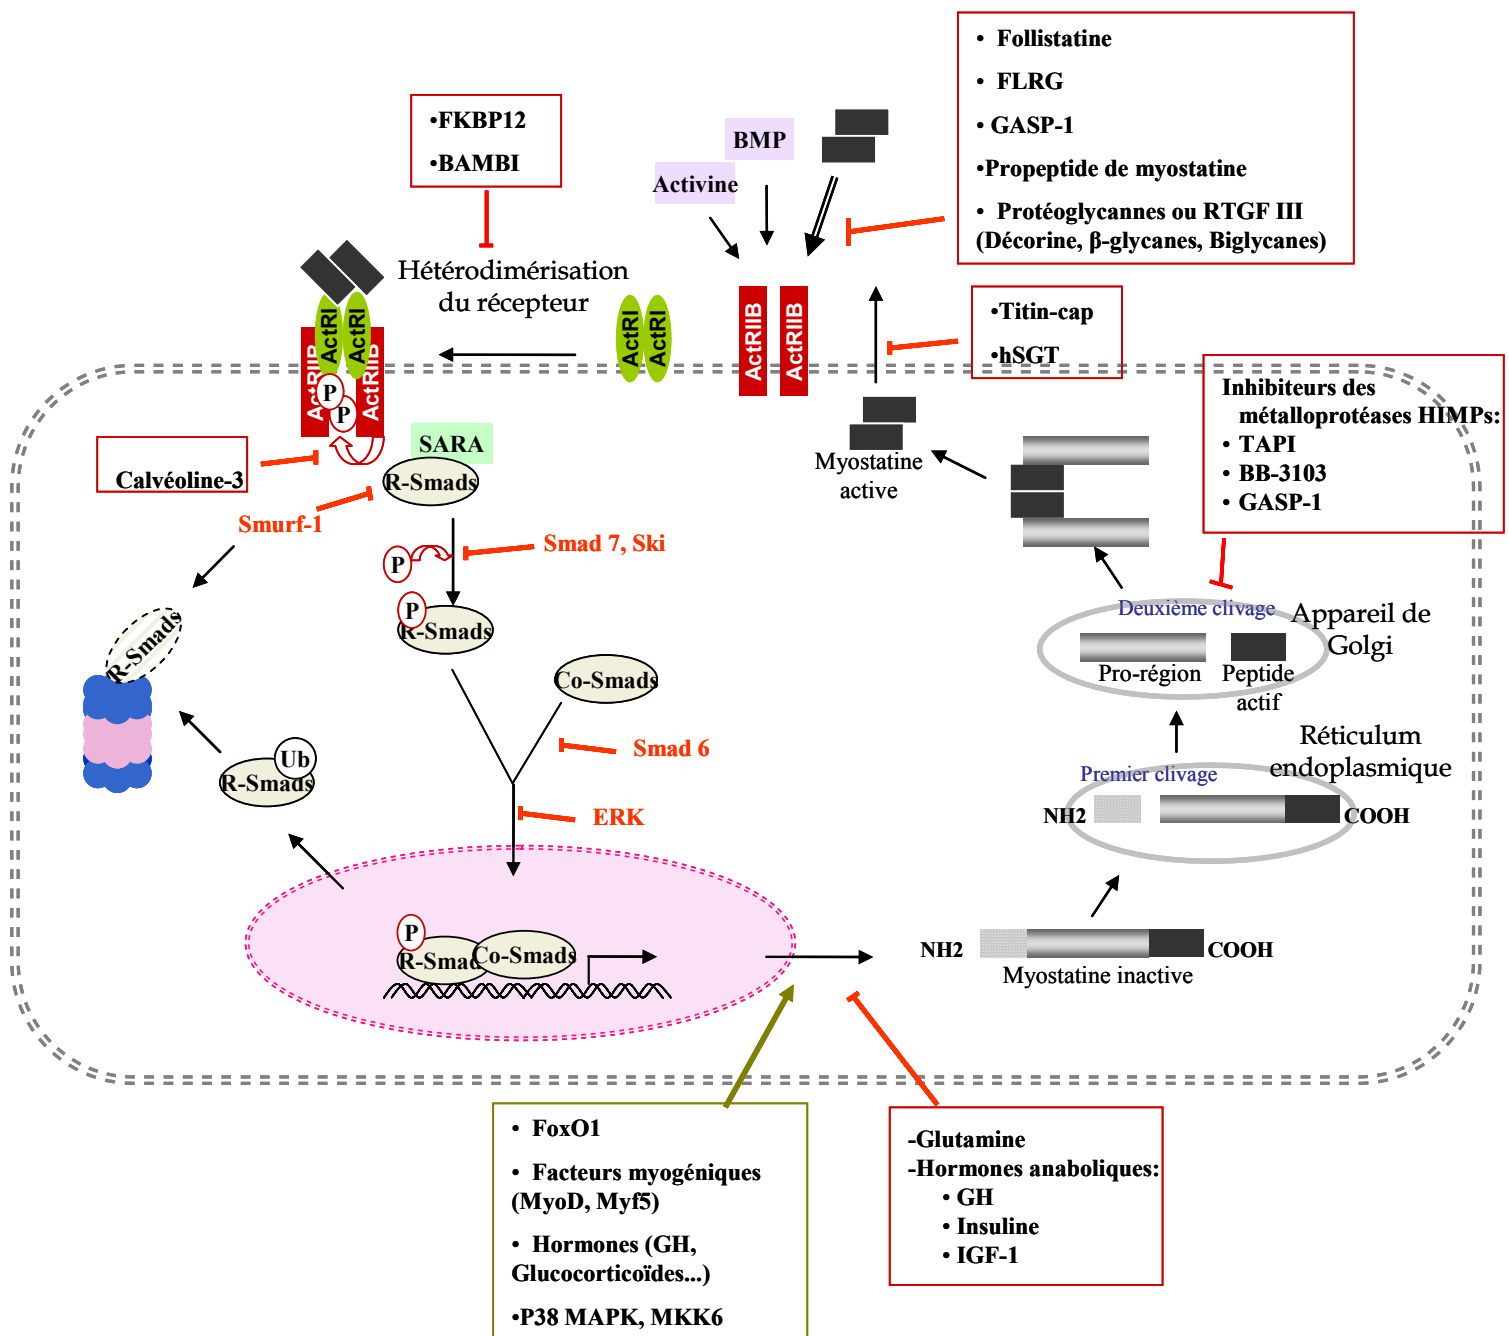 • Follistatine
• FLRG
• GASP-1
•Propeptide de myostatine
• Protéoglycannes ou RTGF III
(Décorine, β-glycanes, Biglycanes)
•FKBP12
•BAMBI
BMP
Activine
Hétérodimérisation
du récepteur
ActRI
ActRI
ActRIIB
ActRIIB
P
P
ActRI
ActRI
ActRIIB
ActRIIB
•Titin-cap
•hSGT
Inhibiteurs des
métalloprotéases HIMPs:
• TAPI
• BB-3103
• GASP-1
Calvéoline-3
SARA
R-Smads
Smurf-1
Myostatine
active
P
Smad 7, Ski
P
R-Smads
R-Smads
Co-Smads
Smad 6
Ub
R-Smads
ERK
Deuxième clivage
Appareil de
Golgi
Pro-région
Peptide
actif
Réticulum
endoplasmique
Premier clivage
NH2
COOH
P
R-Smad
Co-Smads
NH2
COOH
Myostatine inactive
• FoxO1
• Facteurs myogéniques
(MyoD, Myf5)
• Hormones (GH,
Glucocorticoïdes...)
•P38 MAPK, MKK6
-Glutamine
-Hormones anaboliques:
• GH
• Insuline
• IGF-1